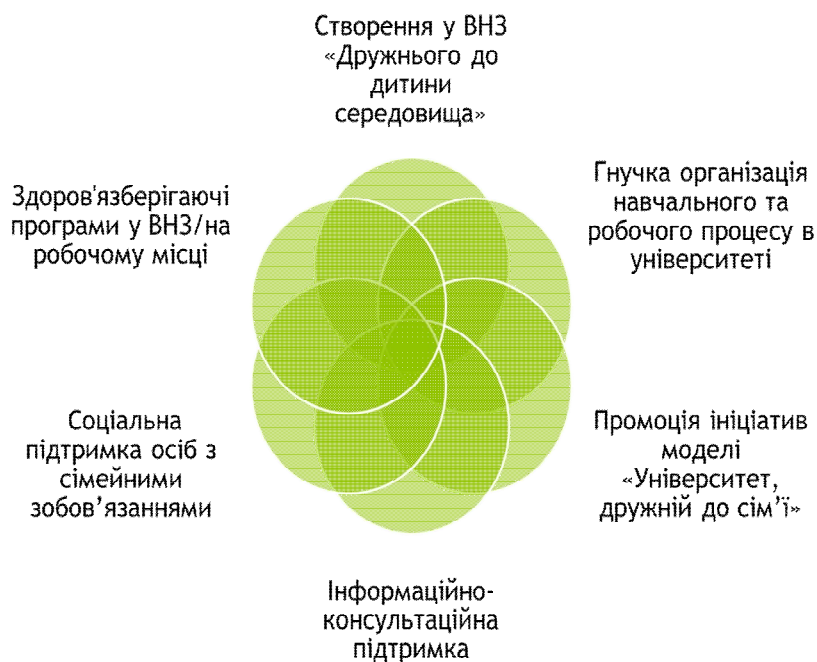 Створення у ВНЗ
«Дружнього до
дитини
середовища»
Гнучка організація
навчального та
робочого процесу в
університеті
Промоція ініціатив
моделі
«Університет,
дружній до сім’ї»
Інформаційно-
консультаційна
підтримка
Соціальна
підтримка осіб з
сімейними
зобов’язаннями
Здоров'язберігаючі
програми у ВНЗ/на
робочому місці